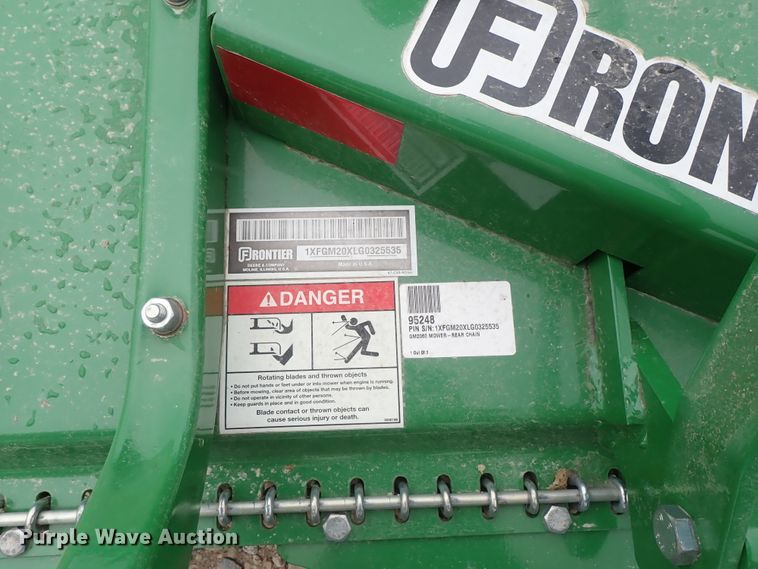 FRON
FRONTIER
DEERE & COMPANY
MOLINE, ILLINOIS, U.S.A.
1XFGM20XLG0325535
Made in U.S.A.
DANGER
Rotating blades and thrown objects
• Do not put hands or feet under or into mower when engine is running.
• Before mowing, clear area of objects that may be thrown by blades.
• Do not operate in vicinity of other persons.
• Keep guards in place and in good condition.
Blade contact or thrown objects can
cause serious injury or death.
95248
PIN S/N: 1XFGM20XLG0325535
MOWER-REAR CHAIN
1 Out Of 1
Purple Wave Auction